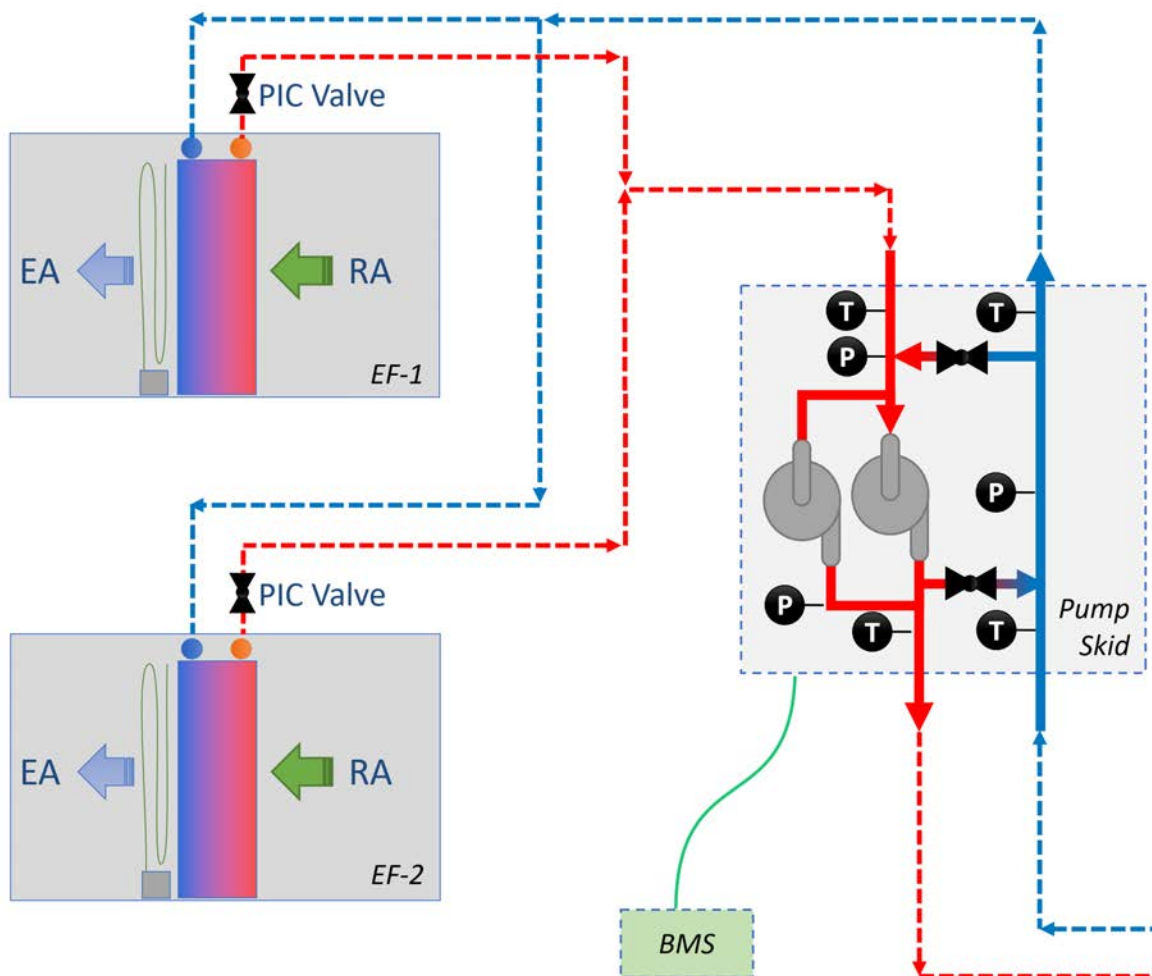 PIC Valve
EA
RA
EF-1
T
T
P
P
P
T
T
Pump
Skid
PIC Valve
EA
RA
EF-2
BMS